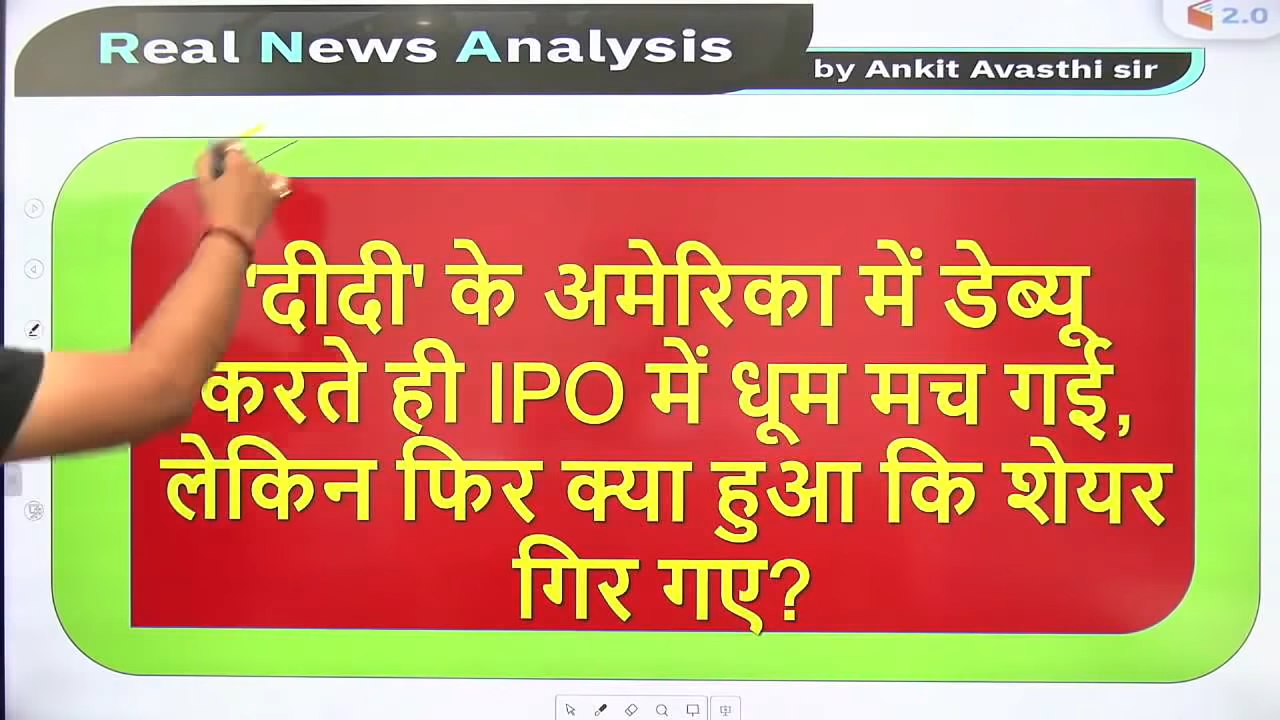 Real News Analysis
by Ankit Avasthi sir
2.0
'दीदी' के अमेरिका में डेब्यू
करते ही IPO में धूम मच गई,
लेकिन फिर क्या हुआ कि शेयर
गिर गए?